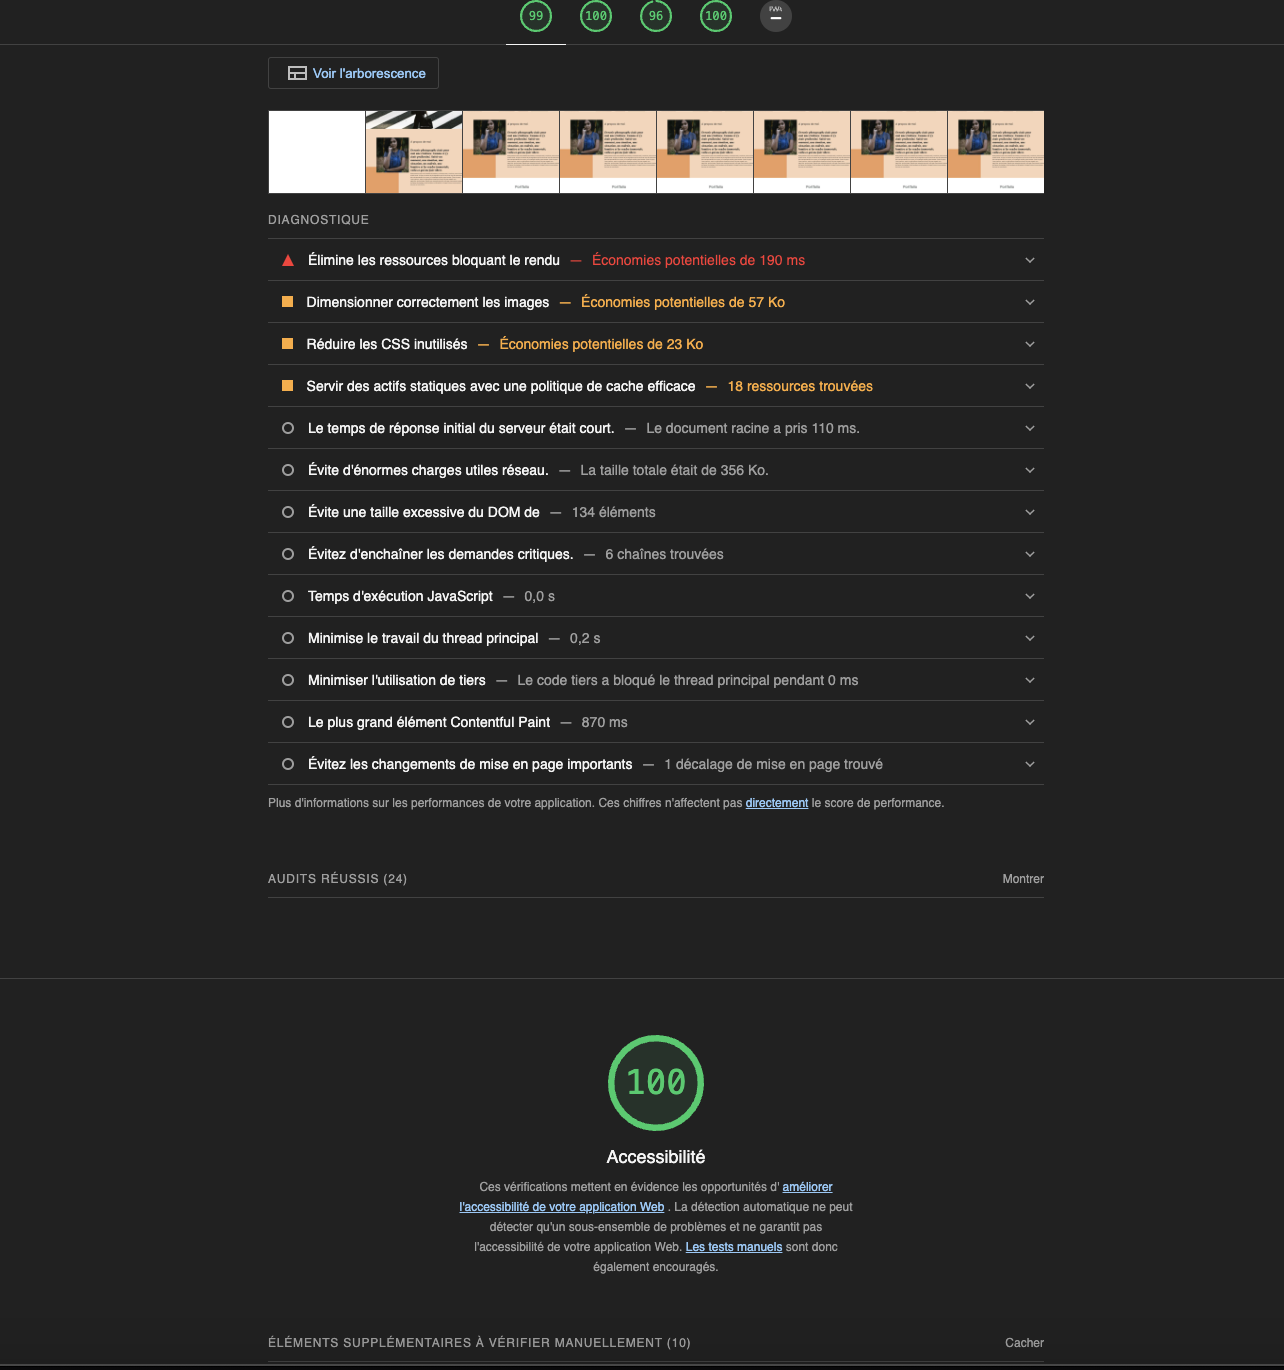 99 100 96 100 PWA
Voir l'arborescence
Portfolio Portfolio Portfolio Portfolio Portfolio Portfolio
DIAGNOSTIQUE
Élimine les ressources bloquant le rendu — Économies potentielles de 190 ms
Dimensionner correctement les images — Économies potentielles de 57 Ko
Réduire les CSS inutilisés — Économies potentielles de 23 Ko
Servir des actifs statiques avec une politique de cache efficace — 18 ressources trouvées
Le temps de réponse initial du serveur était court. — Le document racine a pris 110 ms.
Évite d'énormes charges utiles réseau. — La taille totale était de 356 Ko.
Évite une taille excessive du DOM de — 134 éléments
Évitez d'enchaîner les demandes critiques. — 6 chaînes trouvées
Temps d'exécution JavaScript — 0,0 s
Minimise le travail du thread principal — 0,2 s
Minimiser l'utilisation de tiers — Le code tiers a bloqué le thread principal pendant 0 ms
Le plus grand élément Contentful Paint — 870 ms
Évitez les changements de mise en page importants — 1 décalage de mise en page trouvé
Plus d'informations sur les performances de votre application. Ces chiffres n'affectent pas directement le score de performance.
AUDITS RÉUSSIS (24) Montrer
100
Accessibilité
Ces vérifications mettent en évidence les opportunités d' améliorer
l'accessibilité de votre application Web . La détection automatique ne peut
détecter qu'un sous-ensemble de problèmes et ne garantit pas
l'accessibilité de votre application Web. Les tests manuels sont donc
également encouragés.
ÉLÉMENTS SUPPLÉMENTAIRES À VÉRIFIER MANUELLEMENT (10) Cacher